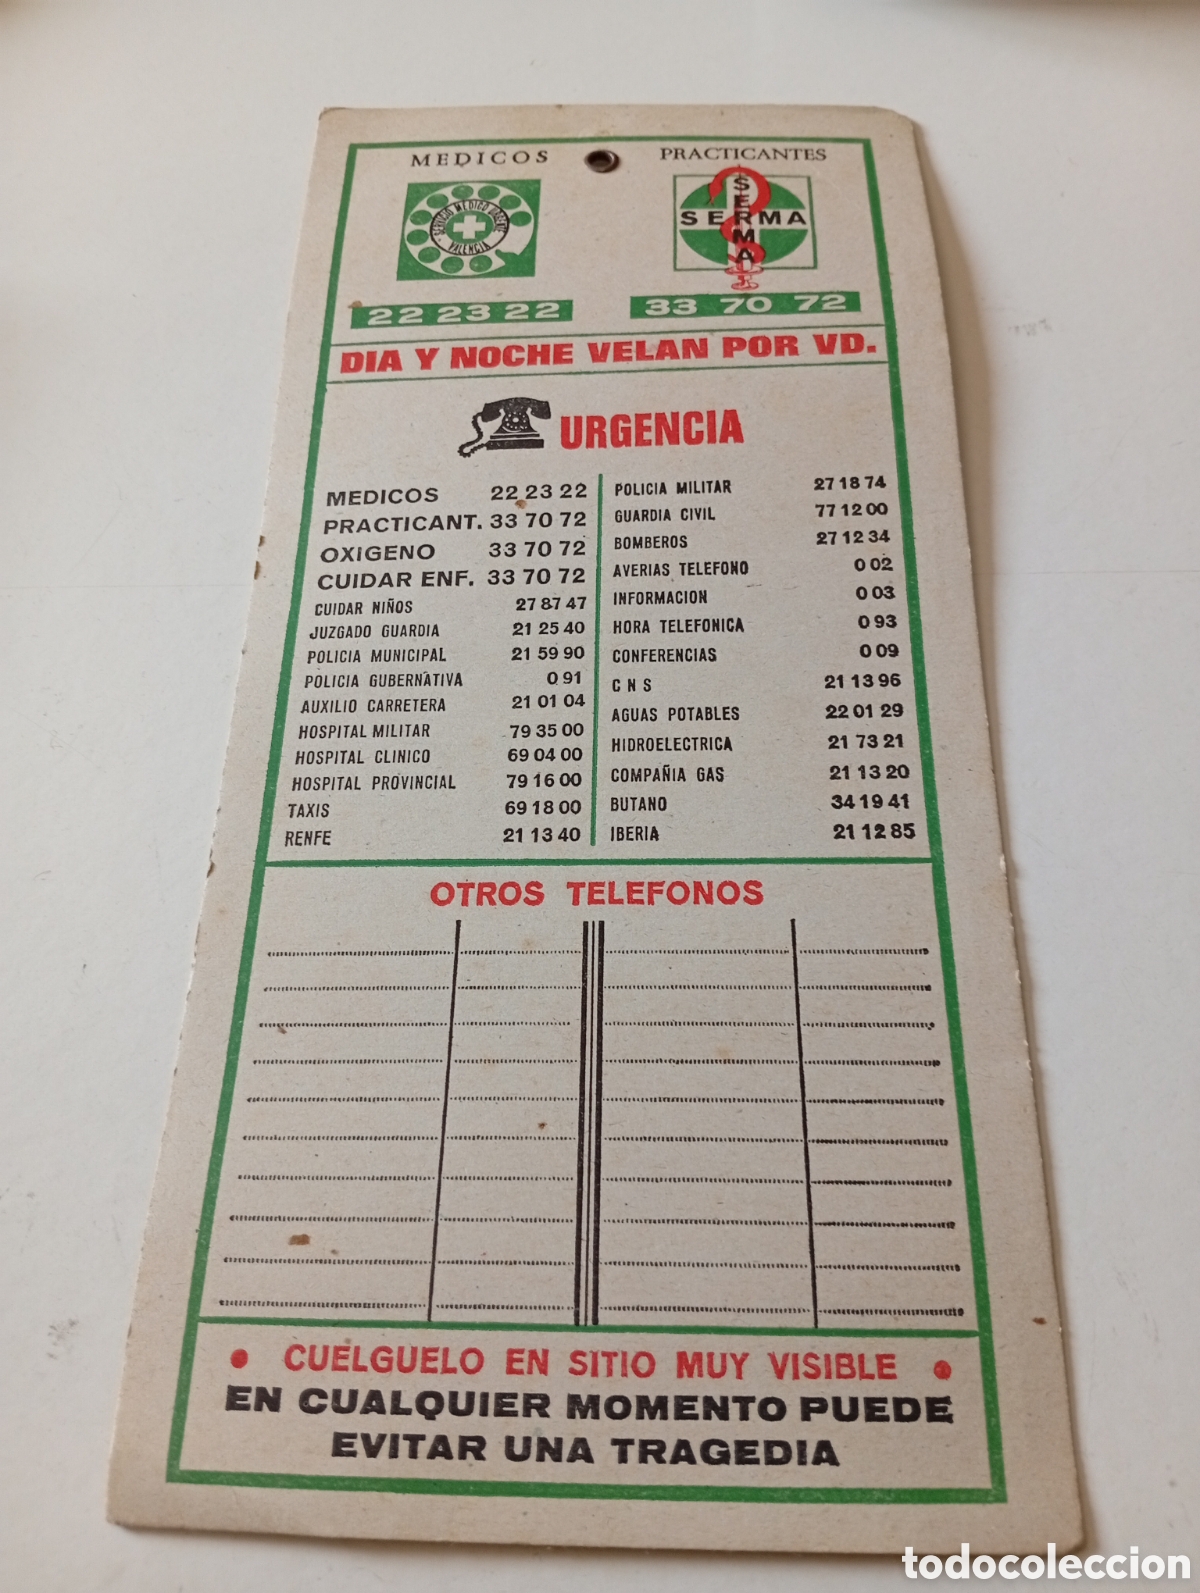 MEDICOS
PRACTICANTES
SERVICIO MEDICO URGENTE
VALENCIA
SERMA
SERMA
22 23 22
33 70 72
DIA Y NOCHE VELAN POR VD.
URGENCIA
MEDICOS 22 23 22
PRACTICANT. 33 70 72
OXIGENO 33 70 72
CUIDAR ENF. 33 70 72
CUIDAR NIÑOS 27 87 47
JUZGADO GUARDIA 21 25 40
POLICIA MUNICIPAL 21 59 90
POLICIA GUBERNATIVA 0 91
AUXILIO CARRETERA 21 01 04
HOSPITAL MILITAR 79 35 00
HOSPITAL CLINICO 69 04 00
HOSPITAL PROVINCIAL 79 16 00
TAXIS 69 18 00
RENFE 21 13 40
POLICIA MILITAR 27 18 74
GUARDIA CIVIL 77 12 00
BOMBEROS 27 12 34
AVERIAS TELEFONO 0 02
INFORMACION 0 03
HORA TELEFONICA 0 93
CONFERENCIAS 0 09
C N S 21 13 96
AGUAS POTABLES 22 01 29
HIDROELECTRICA 21 73 21
COMPAÑIA GAS 21 13 20
BUTANO 34 19 41
IBERIA 21 12 85
OTROS TELEFONOS
• CUELGUELO EN SITIO MUY VISIBLE •
EN CUALQUIER MOMENTO PUEDE
EVITAR UNA TRAGEDIA
todocoleccion